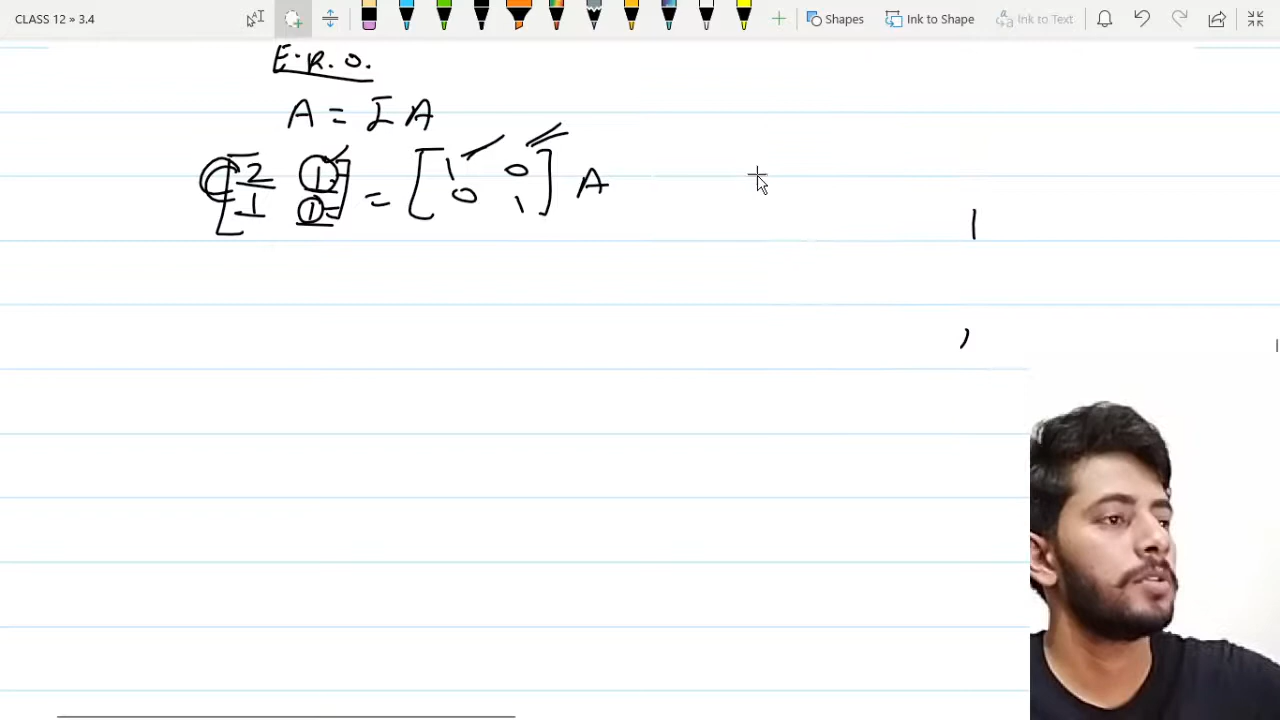 CLASS 12 » 3.4
Shapes
Ink to Shape
Ink to Text
E.R.O.
A = I A
[2 1] = [1 0] A
[1 1] [0 1]
1
,